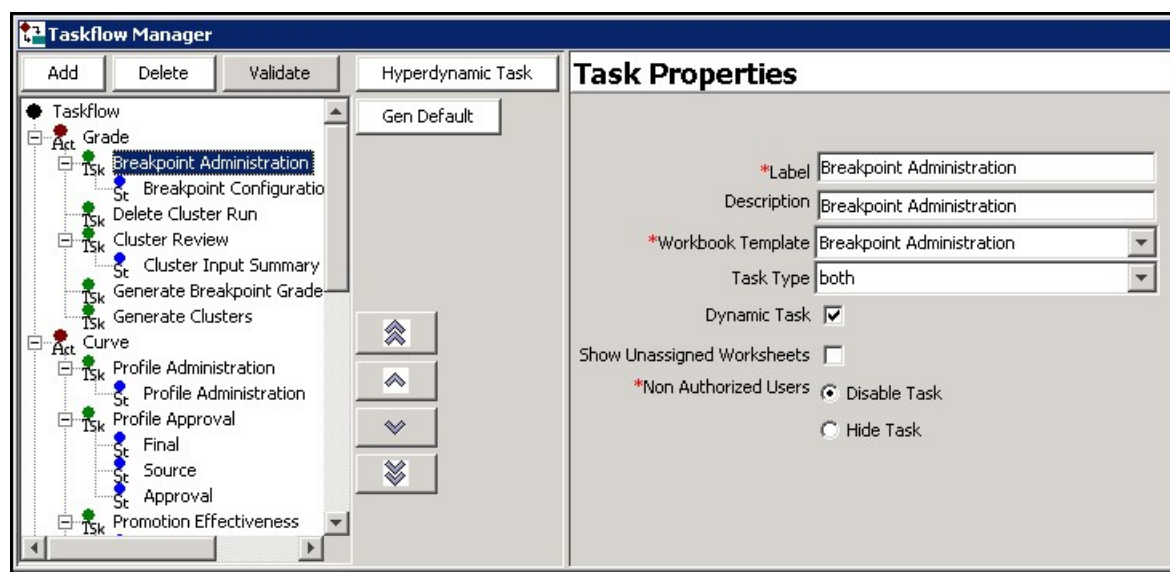 Taskflow Manager
Add Delete Validate Hyperdynamic Task
Gen Default
Taskflow
Act Grade
Tsk Breakpoint Administration
St Breakpoint Configuratio
Tsk Delete Cluster Run
Tsk Cluster Review
St Cluster Input Summary
Tsk Generate Breakpoint Grade
Tsk Generate Clusters
Act Curve
Tsk Profile Administration
St Profile Administration
Tsk Profile Approval
St Final
St Source
St Approval
Tsk Promotion Effectiveness
Task Properties
*Label Breakpoint Administration
Description Breakpoint Administration
*Workbook Template Breakpoint Administration
Task Type both
Dynamic Task
Show Unassigned Worksheets
*Non Authorized Users Disable Task
Hide Task